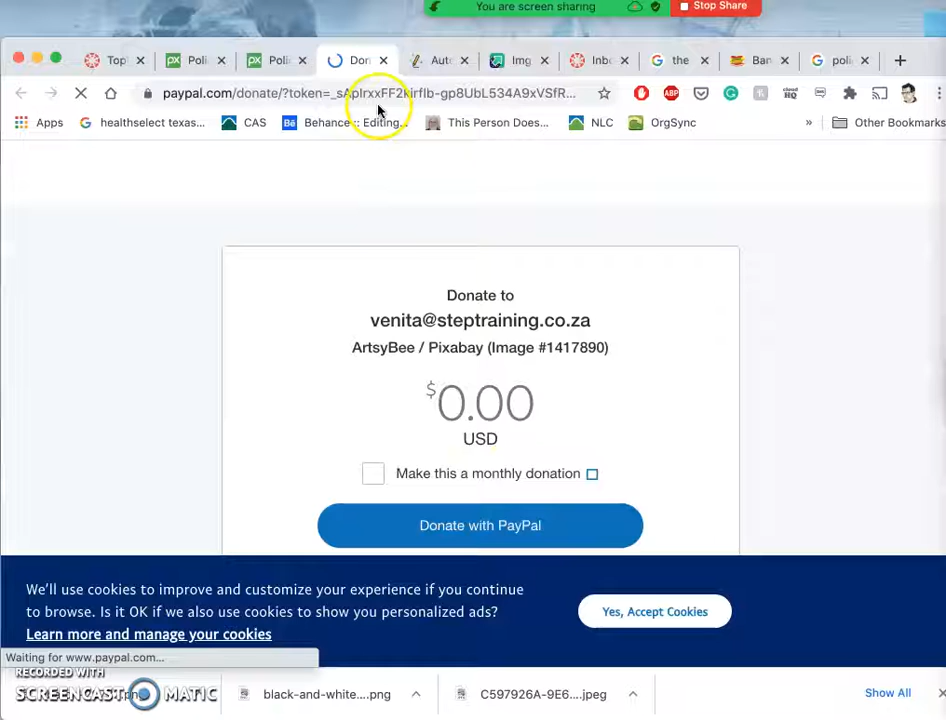 You are screen sharing
Stop Share
Top
Poli
Poli
Don
Aut
Img
Inbo
the
Ban
poli
paypal.com/donate/?token=_sAplrxxFF2
-gp8UbL534A9xVSfR...
cloud HQ
Apps
healthselect texas...
CAS
Behance :: Editing...
This Person Does...
NLC
OrgSync
»
Other Bookmarks
Donate to
venita@steptraining.co.za
ArtsyBee / Pixabay (Image #1417890)
$0.00
USD
Make this a monthly donation
Donate with PayPal
We'll use cookies to improve and customize your experience if you continue
to browse. Is it OK if we also use cookies to show you personalized ads?
Learn more and manage your cookies
Yes, Accept Cookies
Waiting for www.paypal.com...
RECORDED WITH
SCREENCAST MATIC
black-and-white....png
C597926A-9E6....jpeg
Show All